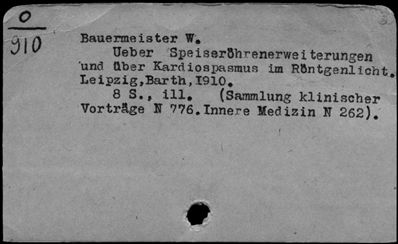 O
910
Bauermeister W.
Ueber Speiseröhrenerweiterungen
und über Kardiospasmus im Röntgenlicht.
Leipzig,Barth,I9I0.
8 S., ill. (Sammlung klinischer
Vorträge N 776.Innere Medizin N 262).